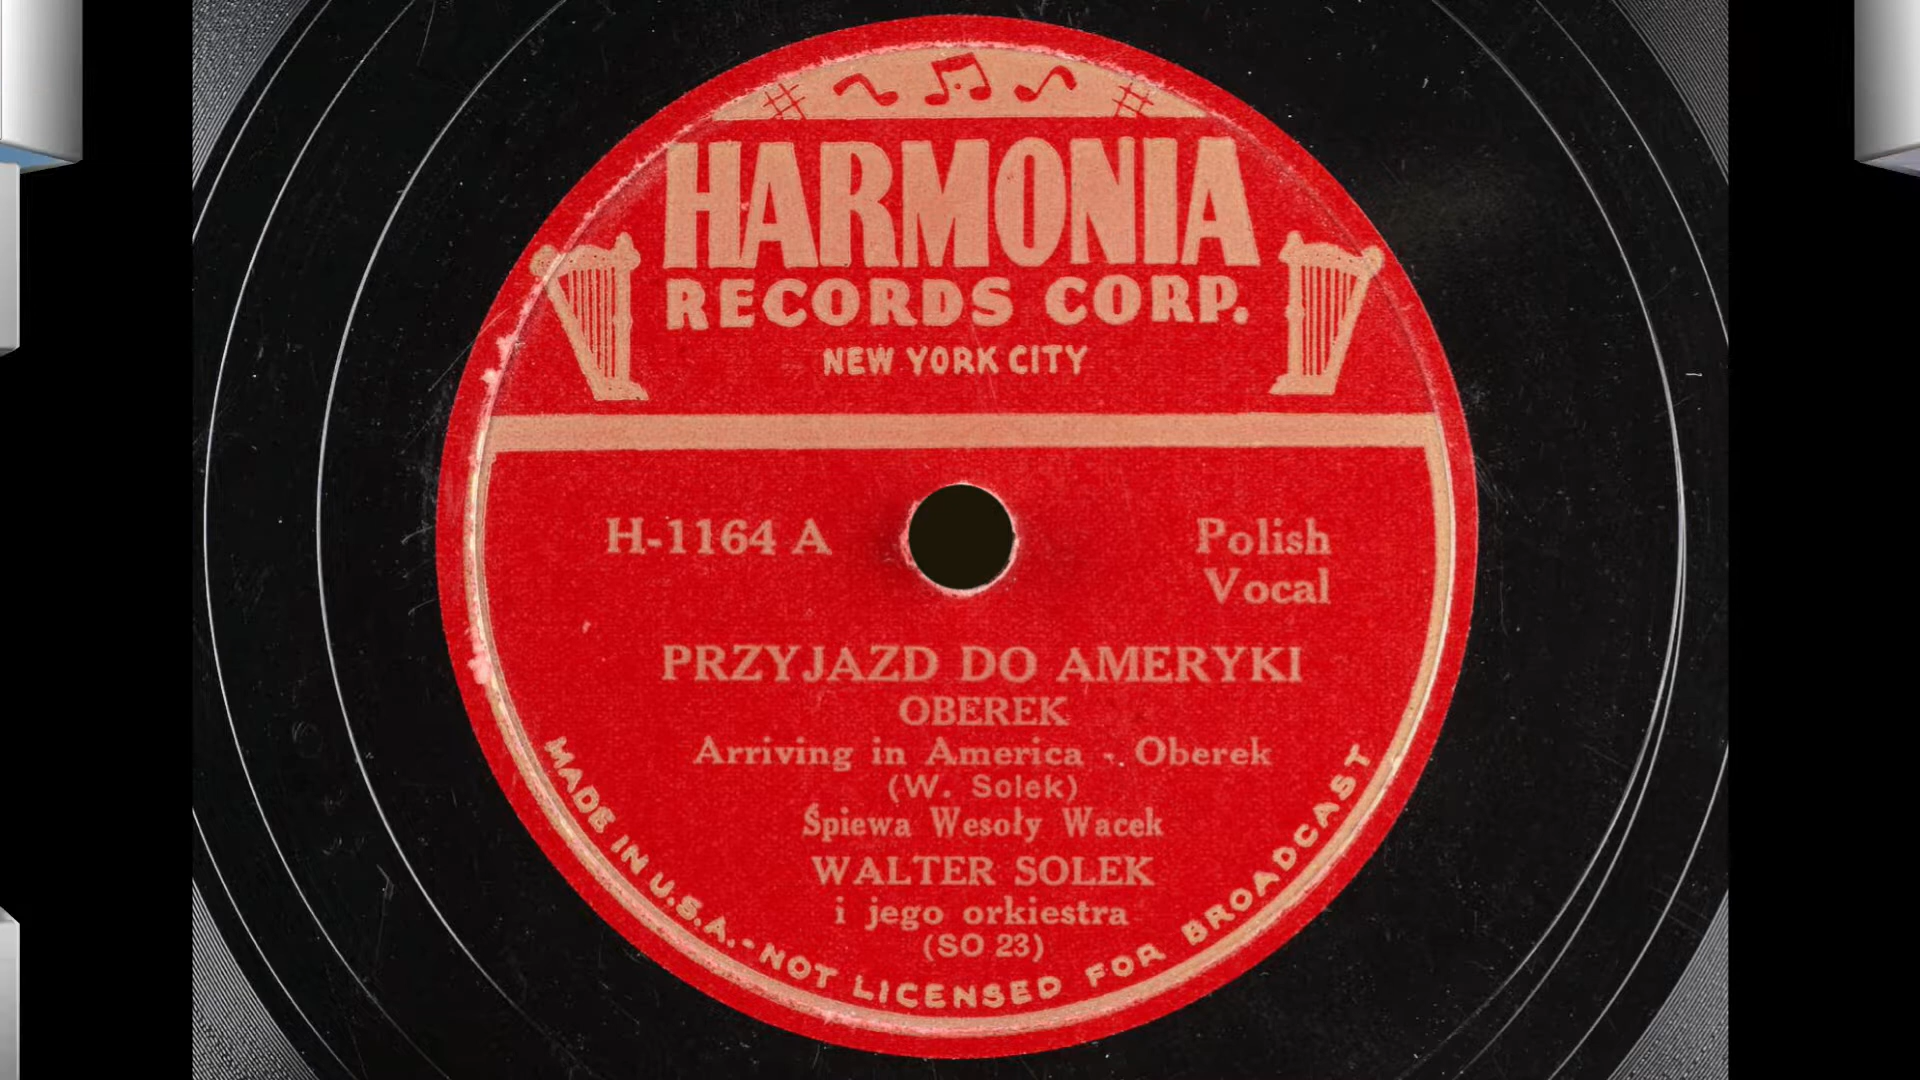 HARMONIA
RECORDS CORP.
NEW YORK CITY
H-1164 A
Polish
Vocal
PRZYJAZD DO AMERYKI
OBEREK
Arriving in America - Oberek
(W. Solek)
Śpiewa Wesoły Wacek
WALTER SOLEK
i jego orkiestra
(SO 23)
MADE IN U.S.A. - NOT LICENSED FOR BROADCAST